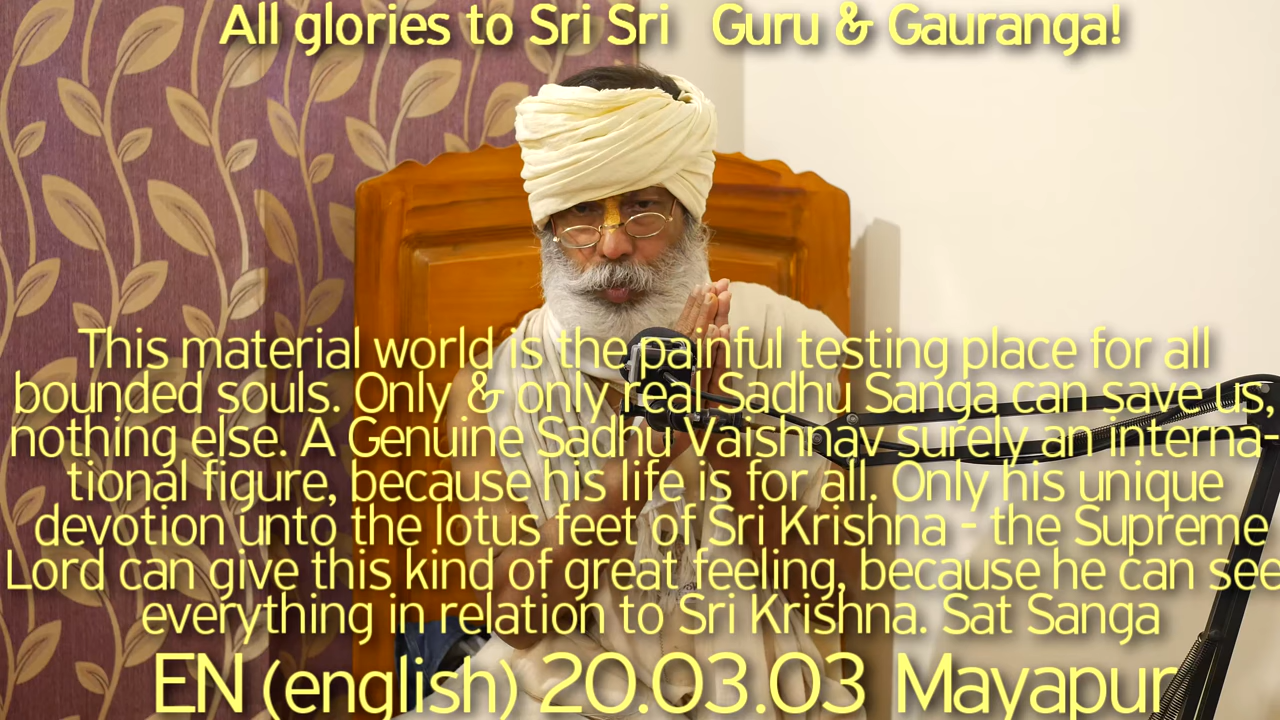 All glories to Sri Sri Guru & Gauranga!
This material world is the painful testing place for all
bounded souls. Only & only real Sadhu Sanga can save us,
nothing else. A Genuine Sadhu Vaishnav surely an interna-
tional figure, because his life is for all. Only his unique
devotion unto the lotus feet of Sri Krishna - the Supreme
Lord can give this kind of great feeling, because he can see
everything in relation to Sri Krishna. Sat Sanga
EN (english) 20.03.03 Mayapur